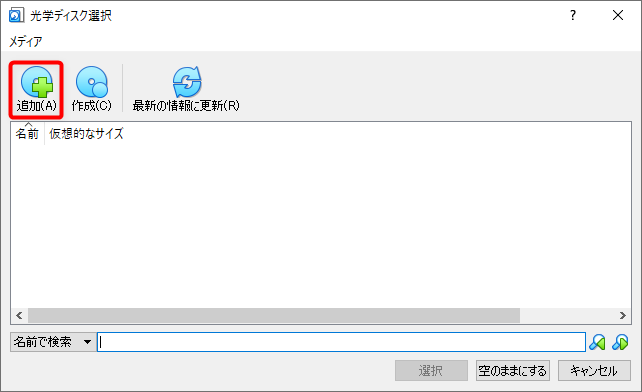 光学ディスク選択
?
メディア
追加(A) 作成(C) 最新の情報に更新(R)
名前 仮想的なサイズ
名前で検索
選択 空のままにする キャンセル